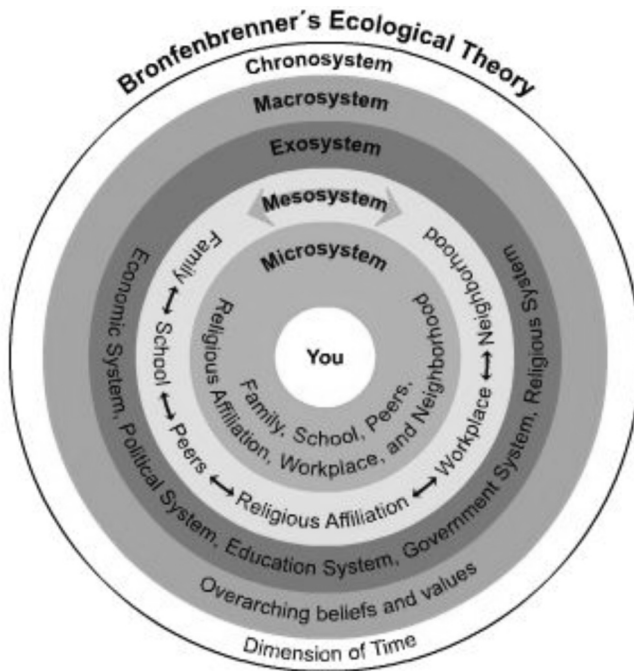 Bronfenbrenner´s Ecological Theory
Chronosystem
Macrosystem
Exosystem
Mesosystem
Microsystem
You
Family, School, Peers,
Religious Affiliation, Workplace, and Neighborhood
Family ↔ School ↔ Peers ↔ Religious Affiliation ↔ Workplace ↔ Neighborhood
Economic System, Political System, Education System, Government System, Religious System
Overarching beliefs and values
Dimension of Time